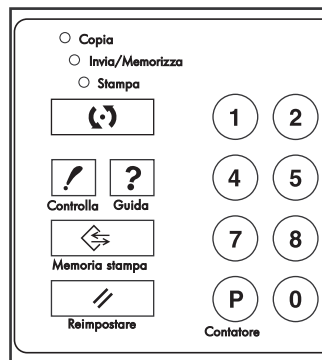 Copia
Invia/Memorizza
Stampa
1 2
?
4 5
Controlla Guida
7 8
Memoria stampa
P 0
Reimpostare
Contatore